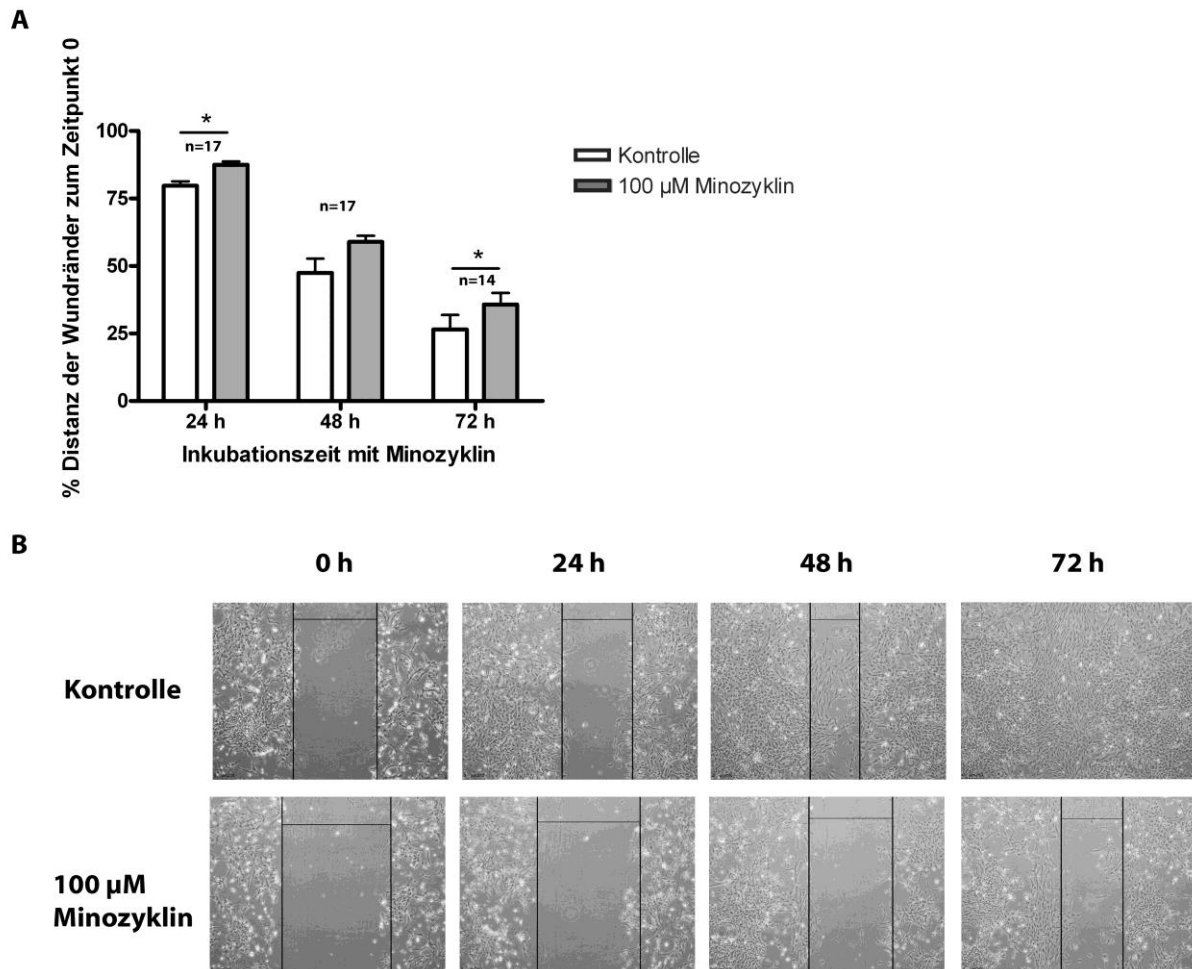 A
% Distanz der Wundränder zum Zeitpunkt 0
100
75
50
25
0
*
n=17
n=17
*
n=14
24 h
48 h
72 h
Inkubationszeit mit Minozyklin
Kontrolle
100 µM Minozyklin
B
0 h
24 h
48 h
72 h
Kontrolle
100 µM
Minozyklin